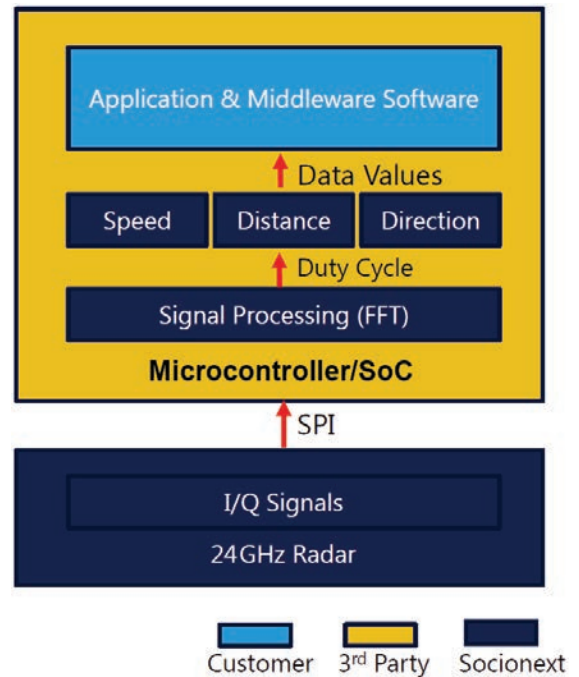 Application & Middleware Software
Data Values
Speed Distance Direction
Duty Cycle
Signal Processing (FFT)
Microcontroller/SoC
SPI
I/Q Signals
24GHz Radar
Customer 3rd Party Socionext